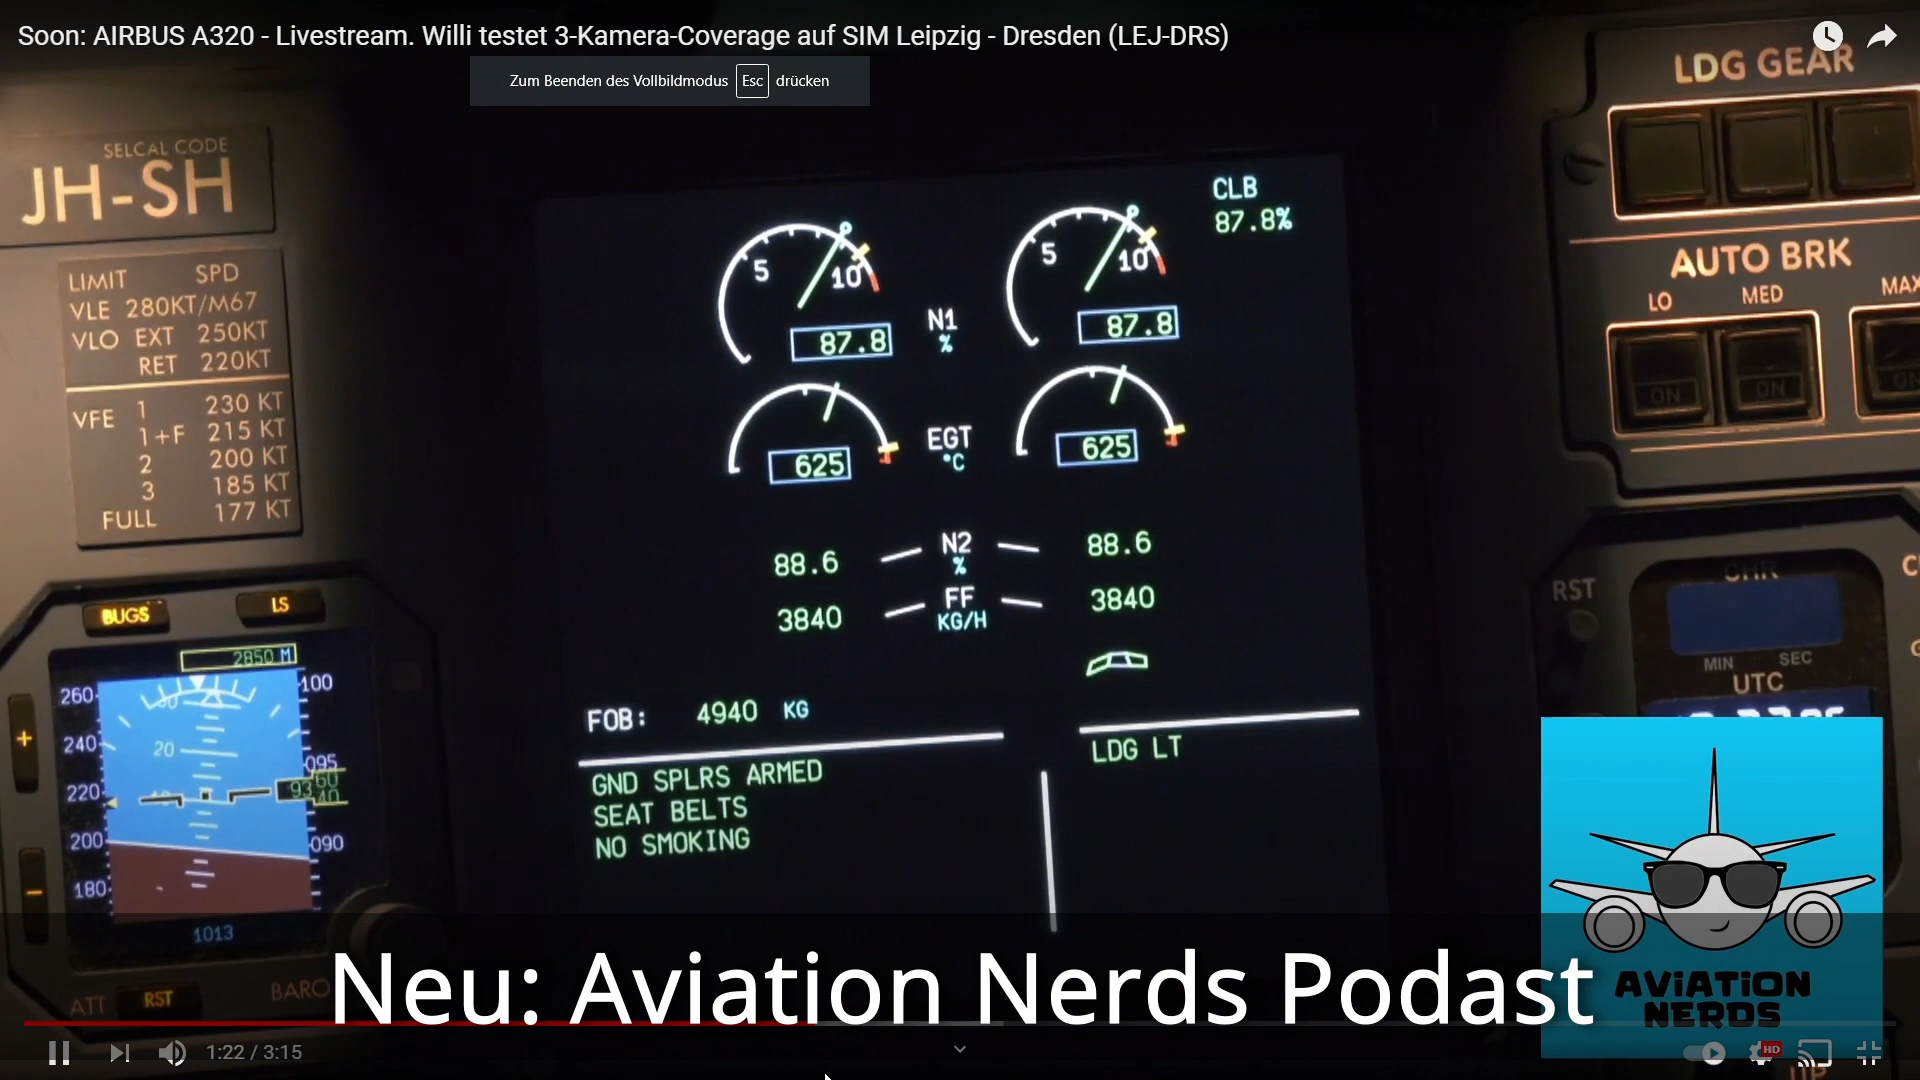 Soon: AIRBUS A320 - Livestream. Willi testet 3-Kamera-Coverage auf SIM Leipzig - Dresden (LEJ-DRS)
Zum Beenden des Vollbildmodus Esc drücken
SELCAL CODE
JH-SH
LIMIT SPD
VLE 280KT/M67
VLO EXT 250KT
RET 220KT
VFE 1 230 KT
1+F 215 KT
2 200 KT
3 185 KT
FULL 177 KT
BUGS
LS
2850 M
260
240
220
200
180
20
100
095
090
1013
ATT
RST
BARO
CLB
87.8%
5 10
5 10
87.8 N1 87.8
%
625 EGT 625
°C
88.6 N2 88.6
%
3840 FF 3840
KG/H
FOB: 4940 KG
GND SPLRS ARMED
SEAT BELTS
NO SMOKING
LDG LT
LDG GEAR
AUTO BRK
LO MED MAX
ON ON ON
RST
CHR
MIN SEC
UTC
AVIATION
NERDS
Neu: Aviation Nerds Podast
1:22 / 3:15
HD
UP